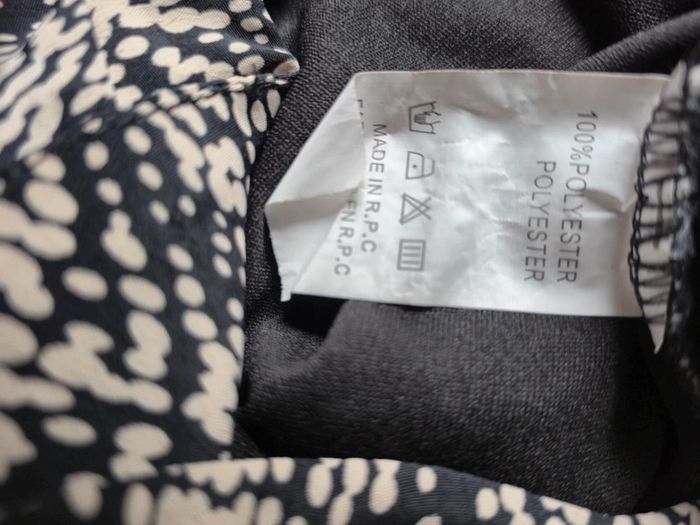 100%POLYESTER
POLYESTER
MADE IN R.P.C
EN R.P.C